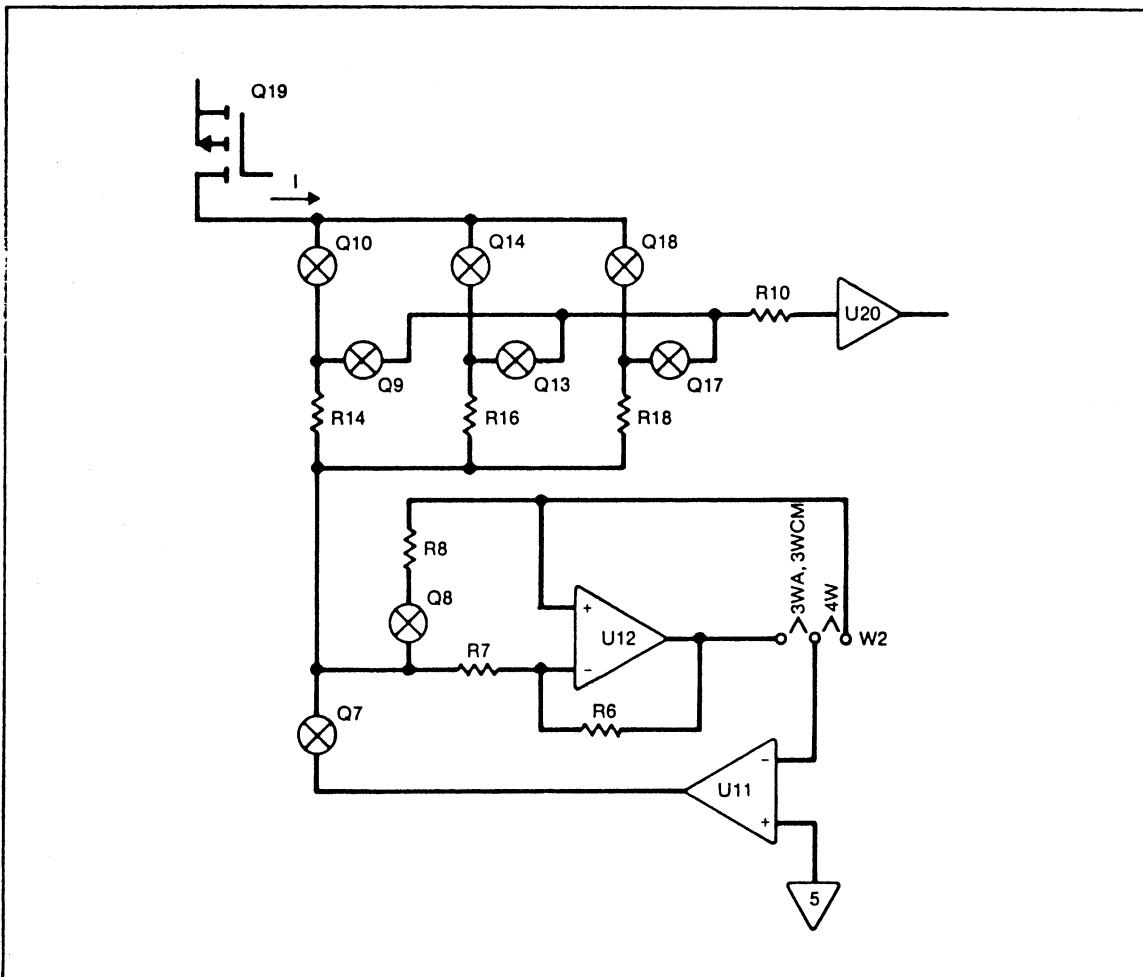 Q19
I
Q10
Q14
Q18
R10
U20
Q9
Q13
Q17
R14
R16
R18
R8
3WA, 3WCM
4W
Q8
U12
+
−
W2
R7
R6
Q7
U11
−
+
5